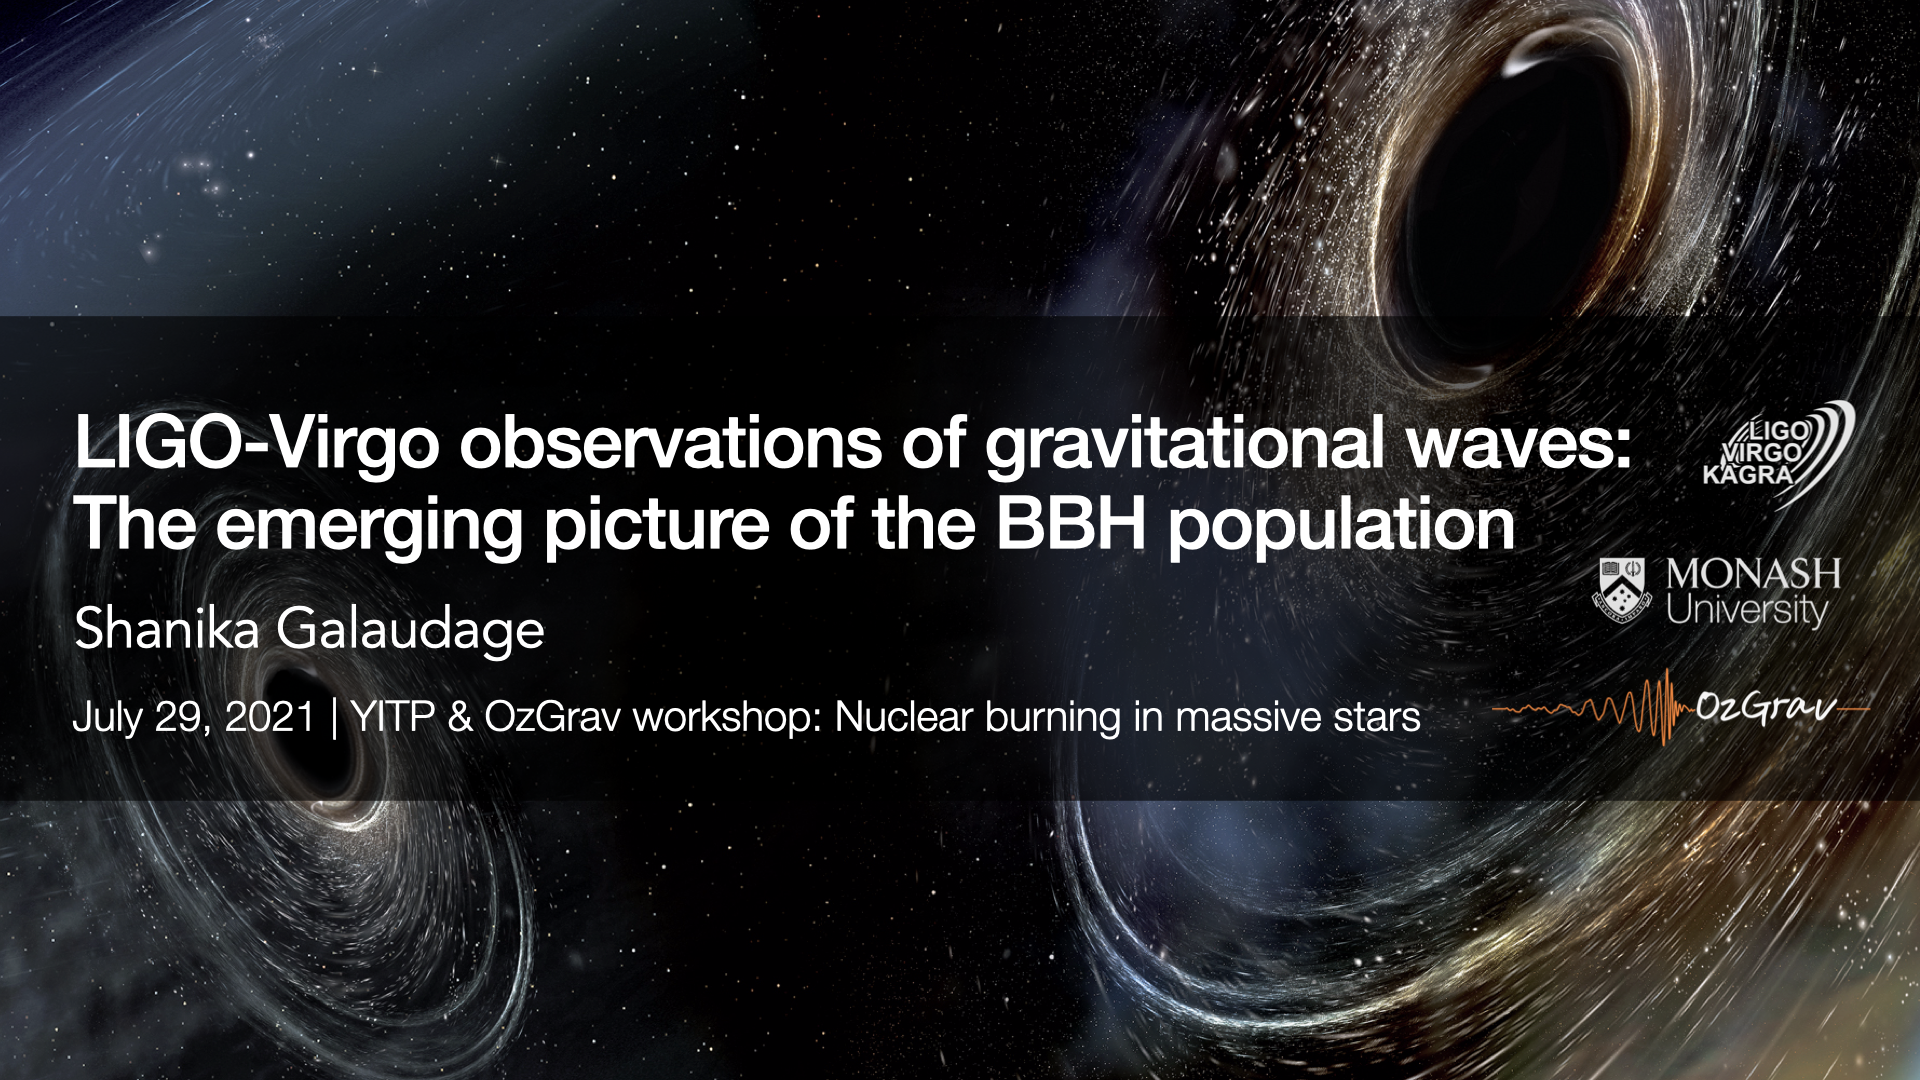 LIGO-Virgo observations of gravitational waves:
The emerging picture of the BBH population
Shanika Galaudage
July 29, 2021 | YITP & OzGrav workshop: Nuclear burning in massive stars
LIGO
VIRGO
KAGRA
MONASH
University
OzGrav